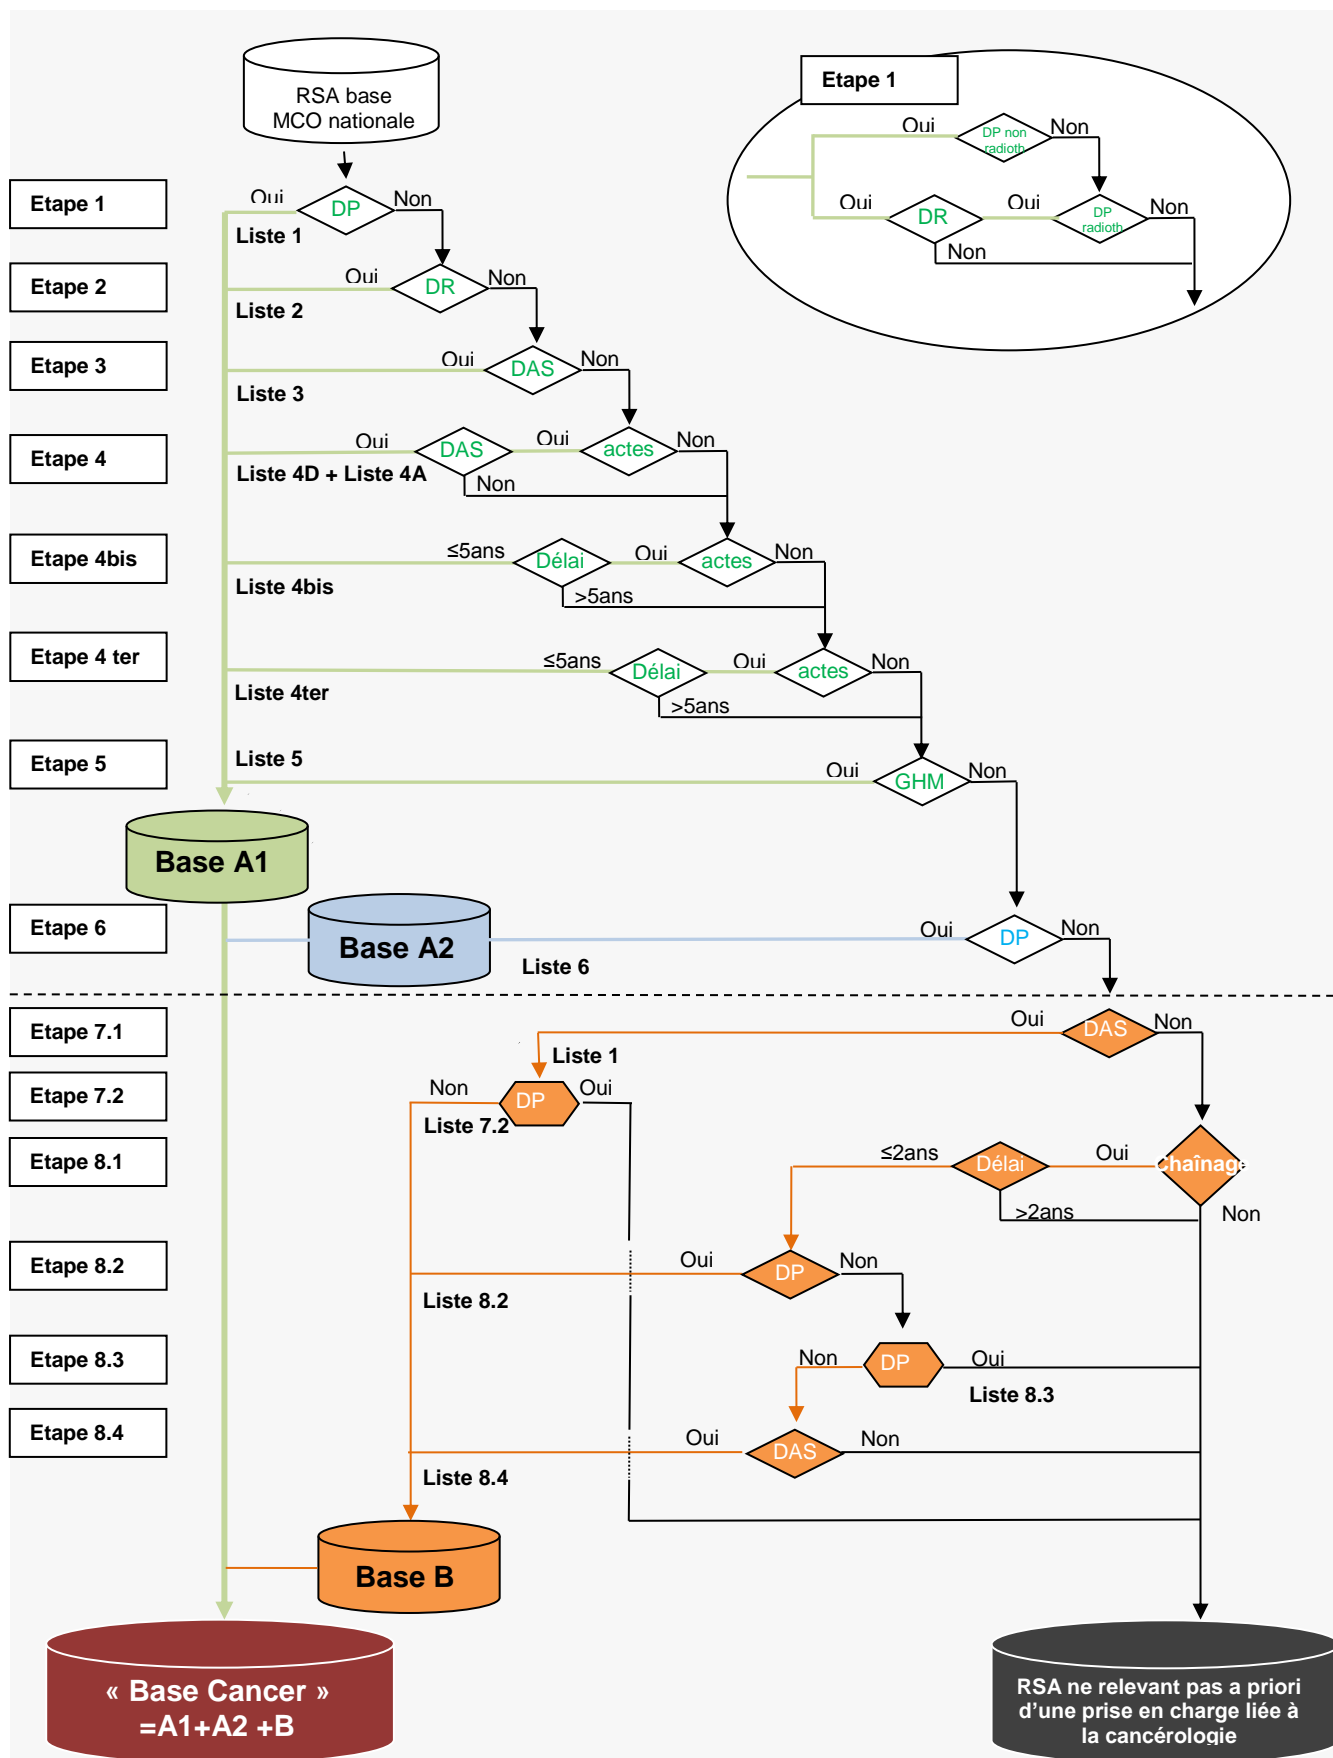 RSA base
MCO nationale
Etape 1
Oui
DP non
radioth
Non
Oui
DR
Oui
DP
radioth
Non
Non
Etape 1
Oui
DP
Non
Liste 1
Etape 2
Oui
DR
Non
Liste 2
Etape 3
Oui
DAS
Non
Liste 3
Etape 4
Oui
DAS
Oui
actes
Non
Liste 4D + Liste 4A
Non
Etape 4bis
≤5ans
Délai
Oui
actes
Non
Liste 4bis
>5ans
Etape 4 ter
≤5ans
Délai
Oui
actes
Non
Liste 4ter
>5ans
Etape 5
Liste 5
Oui
GHM
Non
Base A1
Etape 6
Base A2
Oui
DP
Non
Liste 6
Etape 7.1
Oui
DAS
Non
Liste 1
Etape 7.2
Non
DP
Oui
Liste 7.2
Etape 8.1
≤2ans
Délai
Oui
Chaînage
>2ans
Non
Etape 8.2
Oui
DP
Non
Liste 8.2
Etape 8.3
Non
DP
Oui
Liste 8.3
Etape 8.4
Oui
DAS
Non
Liste 8.4
Base B
« Base Cancer »
=A1+A2 +B
RSA ne relevant pas a priori
d’une prise en charge liée à
la cancérologie